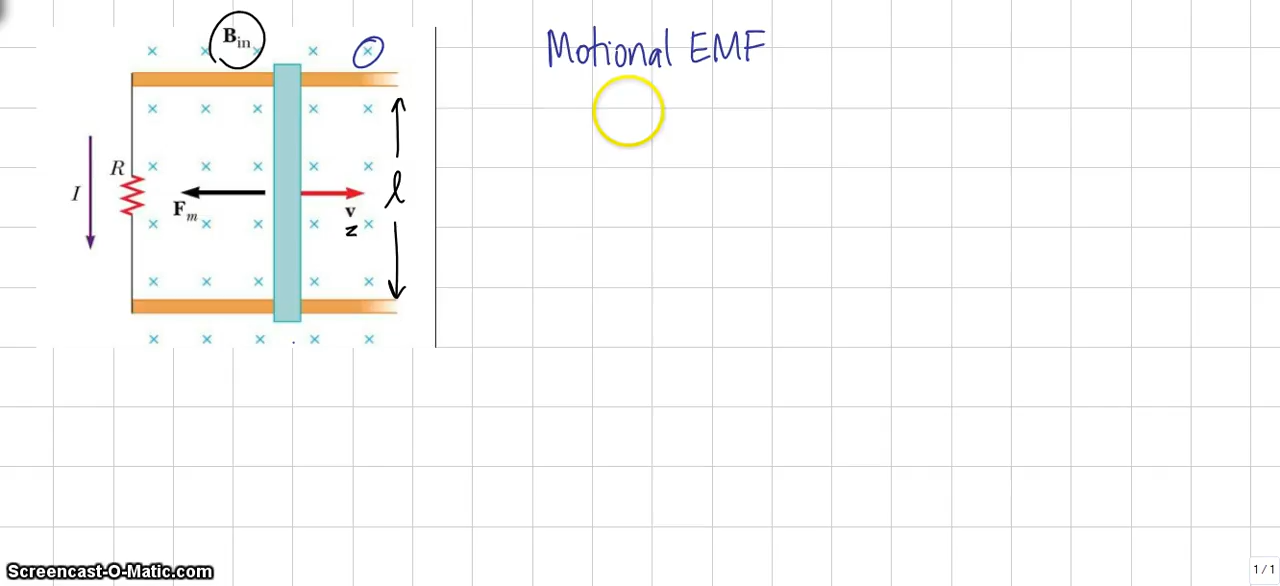 Motional EMF
B_in
R
I
F_m
v
l
Screencast-O-Matic.com
1 / 1